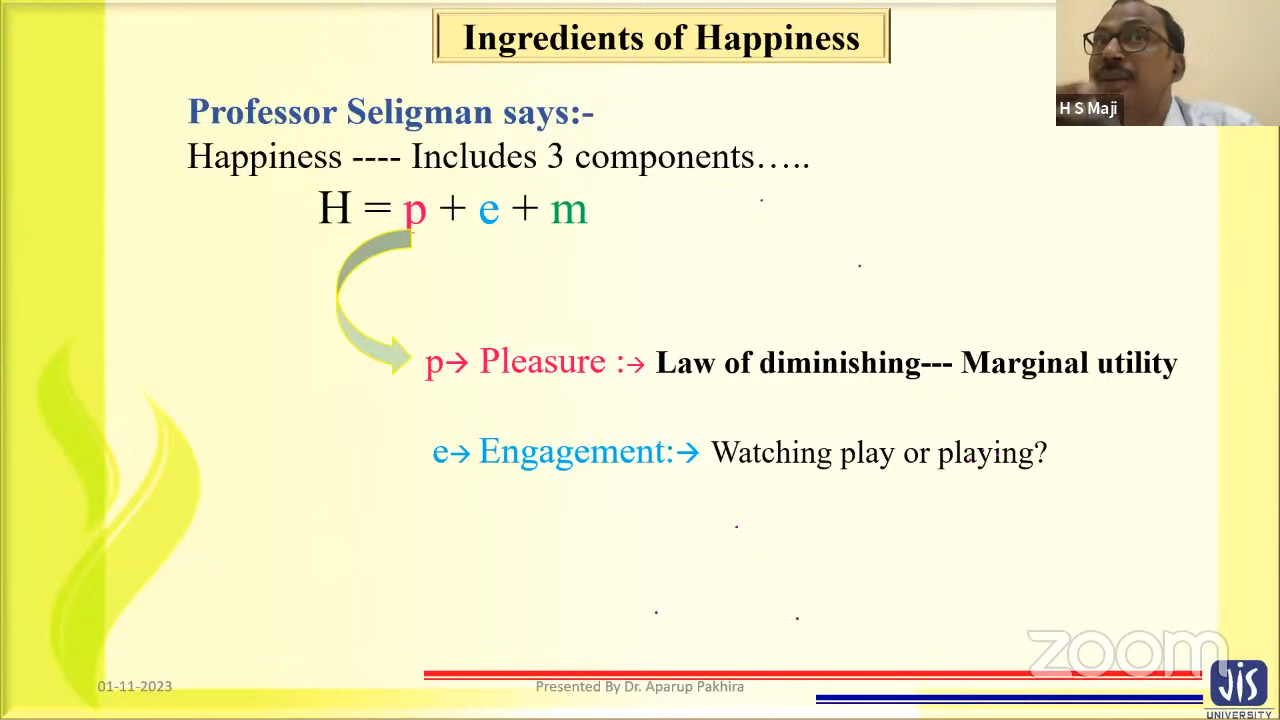 Ingredients of Happiness
H S Maji
Professor Seligman says:-
Happiness ---- Includes 3 components…..
H = p + e + m
p→ Pleasure :→ Law of diminishing--- Marginal utility
e→ Engagement:→ Watching play or playing?
zoom
01-11-2023
Presented By Dr. Aparup Pakhira
JIS
UNIVERSITY